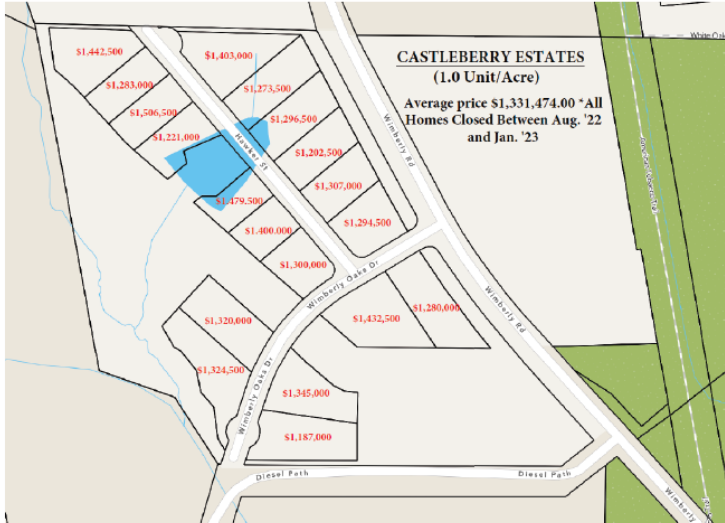 CASTLEBERRY ESTATES
(1.0 Unit/Acre)
Average price $1,331,474.00 *All
Homes Closed Between Aug. '22
and Jan. '23
White Oak
$1,442,500
$1,403,000
$1,283,000
$1,273,500
$1,506,500
$1,296,500
$1,221,000
Hawker St
$1,202,500
Wimberly Rd
$1,307,000
$1,479,500
$1,294,500
$1,400,000
$1,300,000
Wimberly Oaks Dr
$1,280,000
$1,432,500
Wimberly Rd
$1,320,000
$1,324,500
Wimberly Oaks Dr
$1,345,000
$1,187,000
Diesel Path
Diesel Path
Wimberly